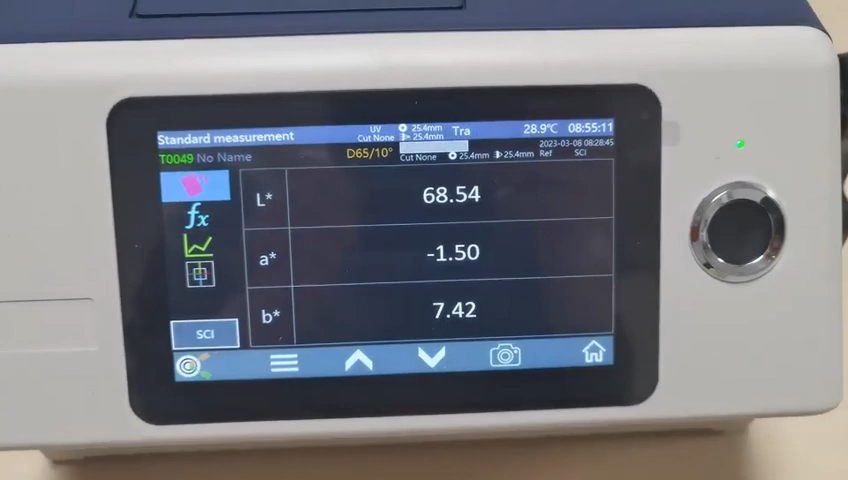 Standard measurement UV Cut None 25.4mm 25.4mm Tra 28.9℃ 08:55:11
T0049 No Name D65/10° Cut None 25.4mm 25.4mm 2023-03-08 08:28:45 Ref SCI
L* 68.54
fx
a* -1.50
b* 7.42
SCI